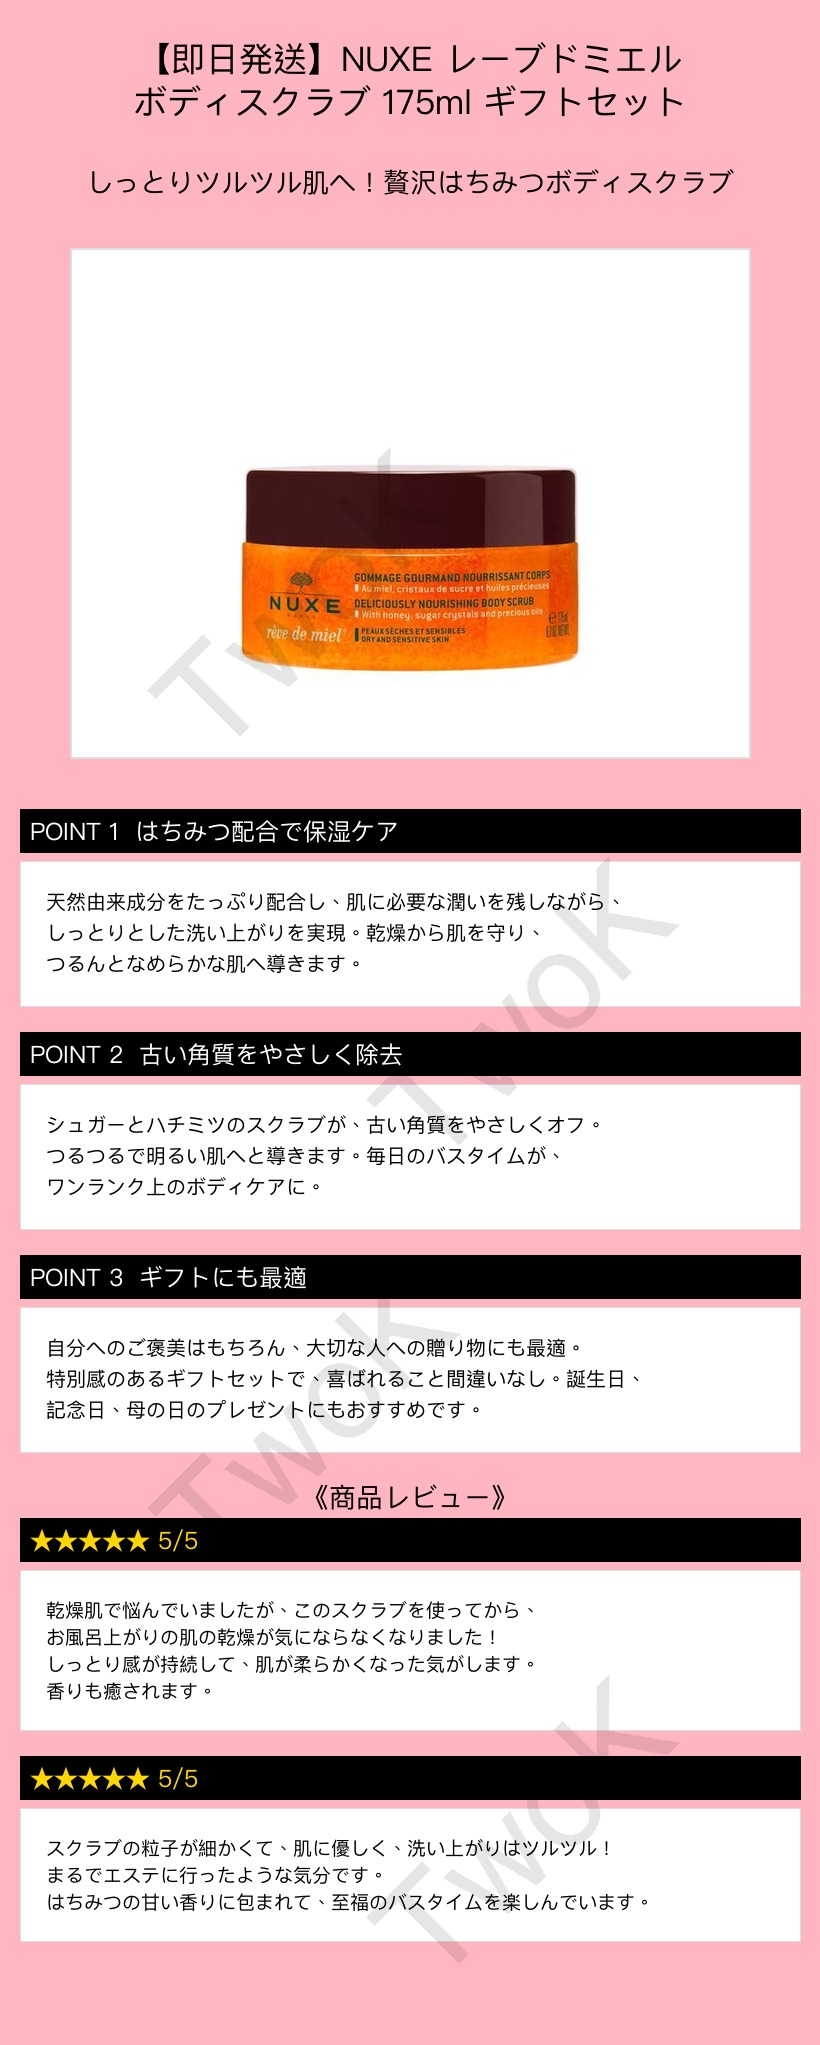 【即日発送】NUXE レーブドミエル
ボディスクラブ 175ml ギフトセット
しっとりツルツル肌へ！贅沢はちみつボディスクラブ
NUXE
rêve de miel
GOMMAGE GOURMAND NOURRISSANT CORPS
Au miel, cristaux de sucre et huiles précieuses
DELICIOUSLY NOURISHING BODY SCRUB
With honey, sugar crystals and precious oils
PEAUX SÈCHES ET SENSIBLES
DRY AND SENSITIVE SKIN
TwoK
POINT 1 はちみつ配合で保湿ケア
天然由来成分をたっぷり配合し、肌に必要な潤いを残しながら、
しっとりとした洗い上がりを実現。乾燥から肌を守り、
つるんとなめらかな肌へ導きます。
TwoK
POINT 2 古い角質をやさしく除去
シュガーとハチミツのスクラブが、古い角質をやさしくオフ。
つるつるで明るい肌へと導きます。毎日のバスタイムが、
ワンランク上のボディケアに。
POINT 3 ギフトにも最適
自分へのご褒美はもちろん、大切な人への贈り物にも最適。
特別感のあるギフトセットで、喜ばれること間違いなし。誕生日、
記念日、母の日のプレゼントにもおすすめです。
TwoK
《商品レビュー》
★★★★★ 5/5
乾燥肌で悩んでいましたが、このスクラブを使ってから、
お風呂上がりの肌の乾燥が気にならなくなりました！
しっとり感が持続して、肌が柔らかくなった気がします。
香りも癒されます。
★★★★★ 5/5
スクラブの粒子が細かくて、肌に優しく、洗い上がりはツルツル！
まるでエステに行ったような気分です。
はちみつの甘い香りに包まれて、至福のバスタイムを楽しんでいます。
TwoK